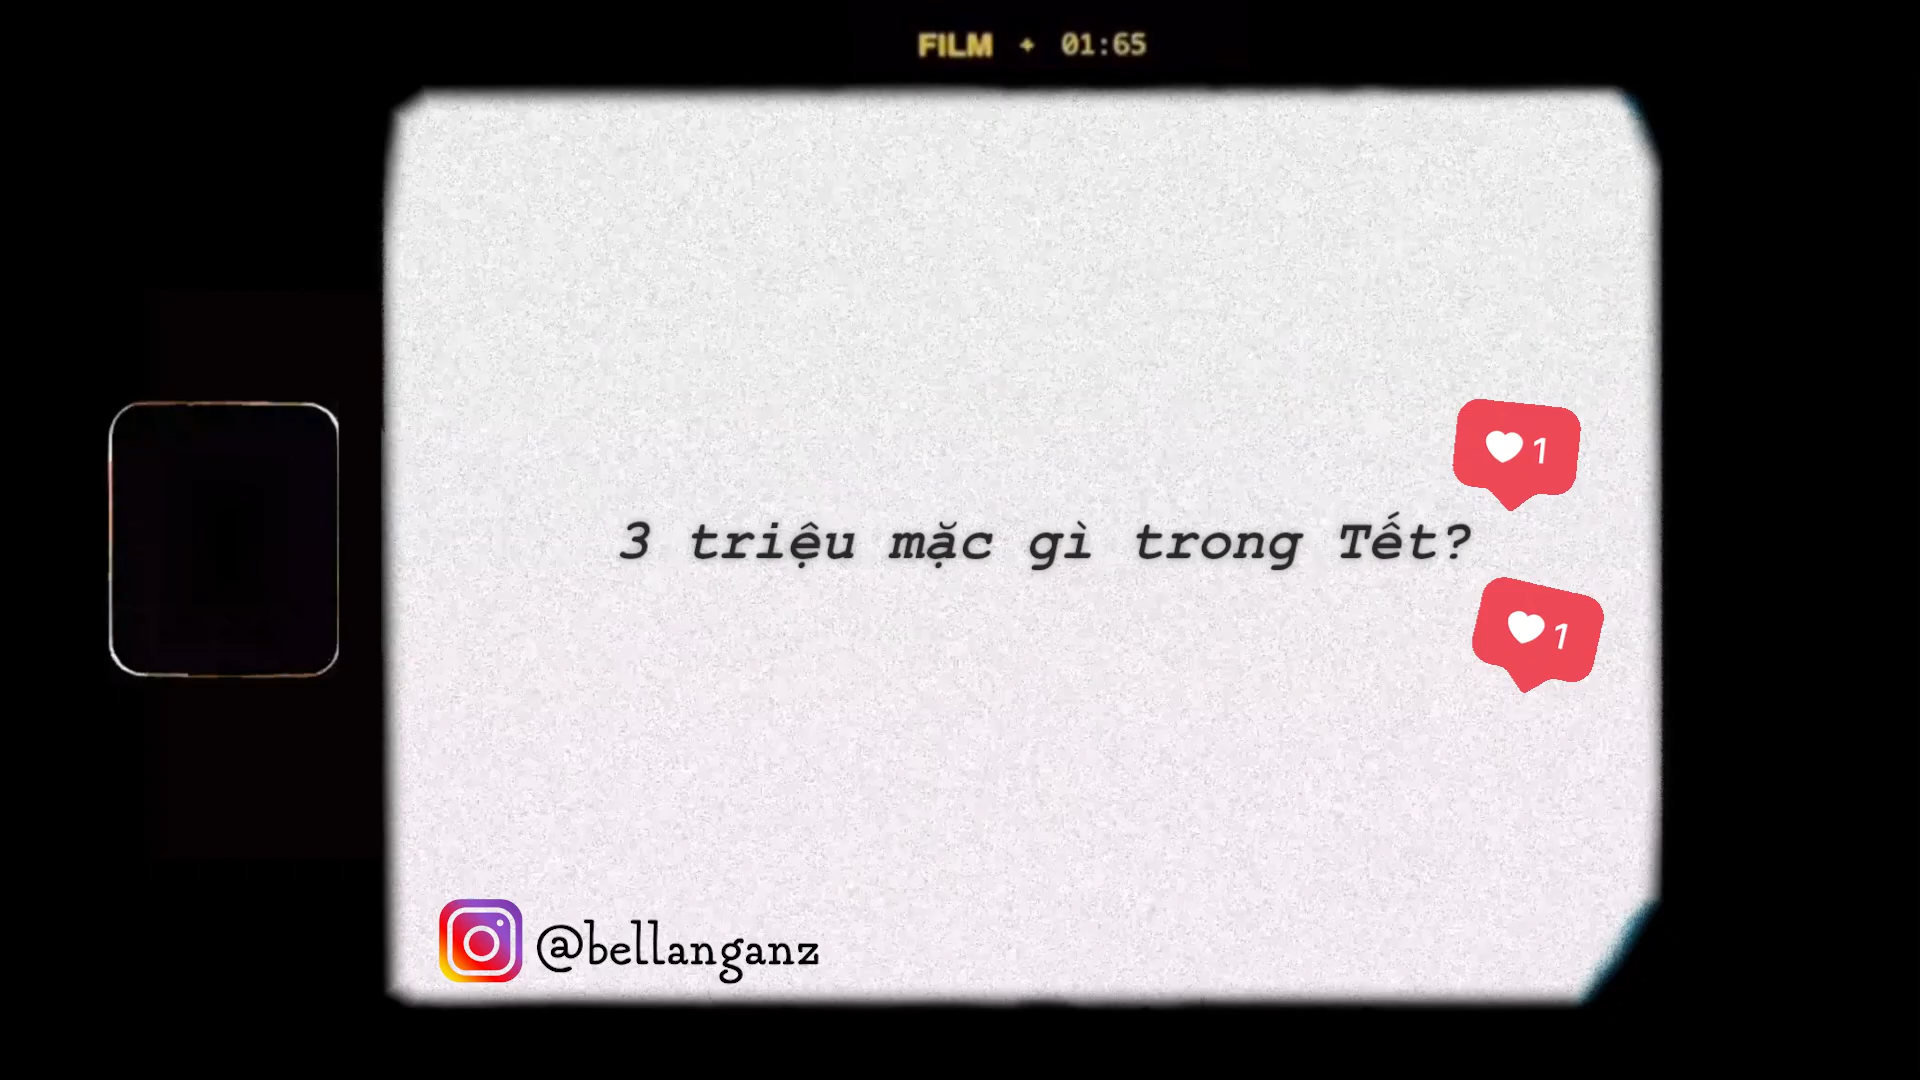 FILM + 01:65
1
3 triệu mặc gì trong Tết?
1
@bellanganz